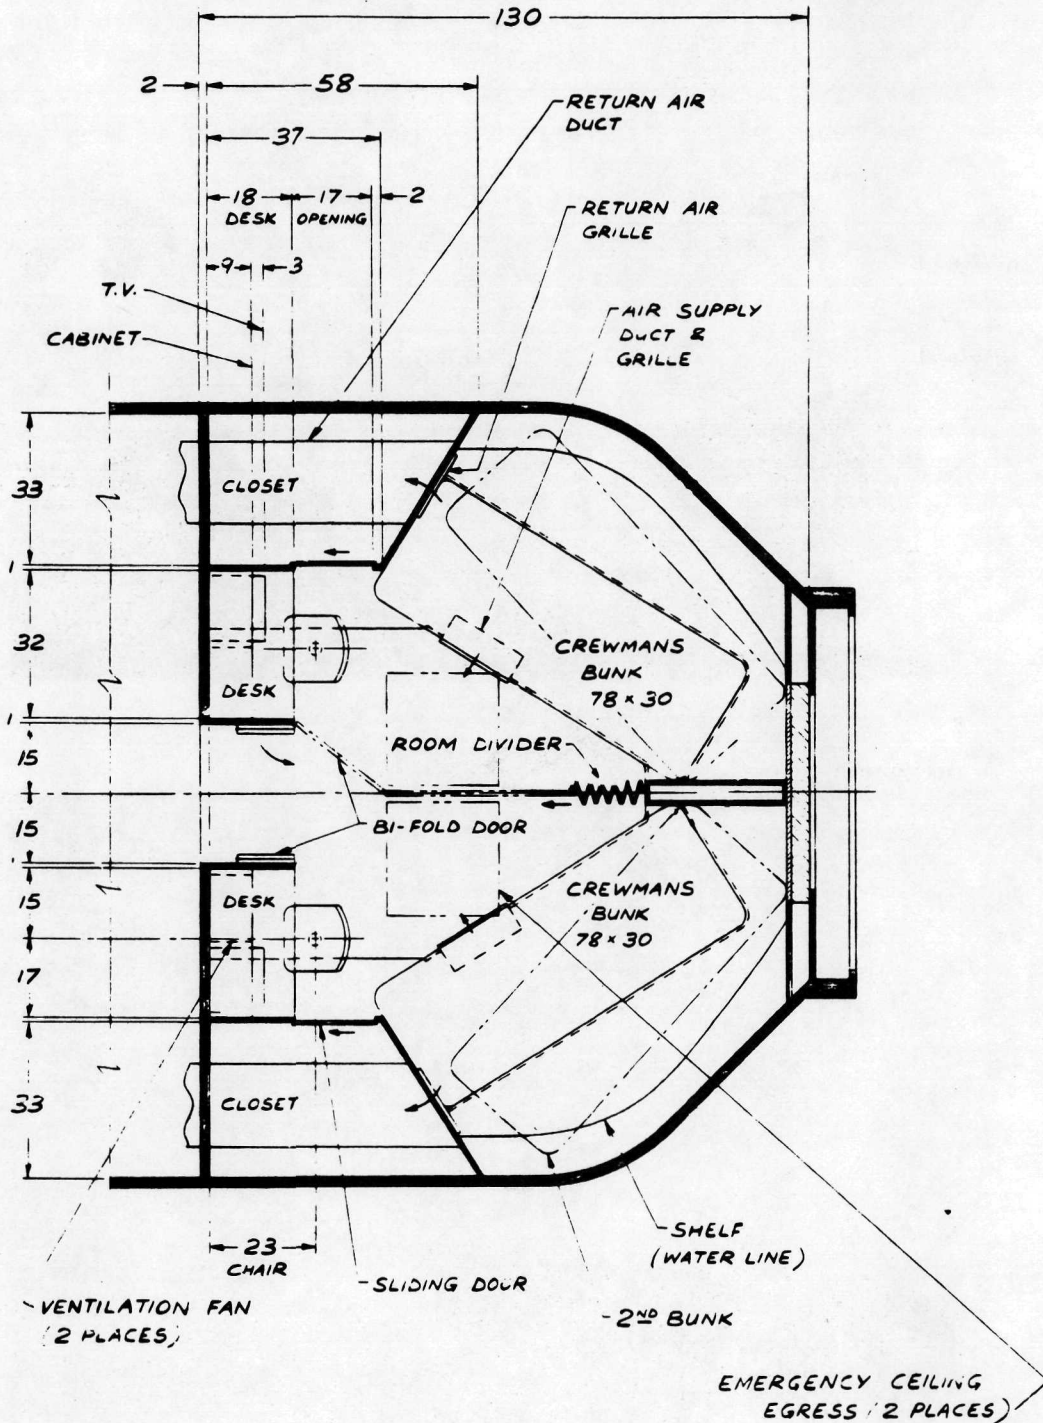 130
2
58
RETURN AIR
DUCT
37
18
17
2
DESK
OPENING
RETURN AIR
GRILLE
9
3
T.V.
CABINET
AIR SUPPLY
DUCT &
GRILLE
33
CLOSET
1
32
CREWMANS
BUNK
78 × 30
DESK
1
15
ROOM DIVIDER
15
BI-FOLD DOOR
1
15
DESK
CREWMANS
BUNK
78 × 30
17
33
CLOSET
23
CHAIR
SLIDING DOOR
SHELF
(WATER LINE)
2ND BUNK
VENTILATION FAN
(2 PLACES)
EMERGENCY CEILING
EGRESS (2 PLACES)